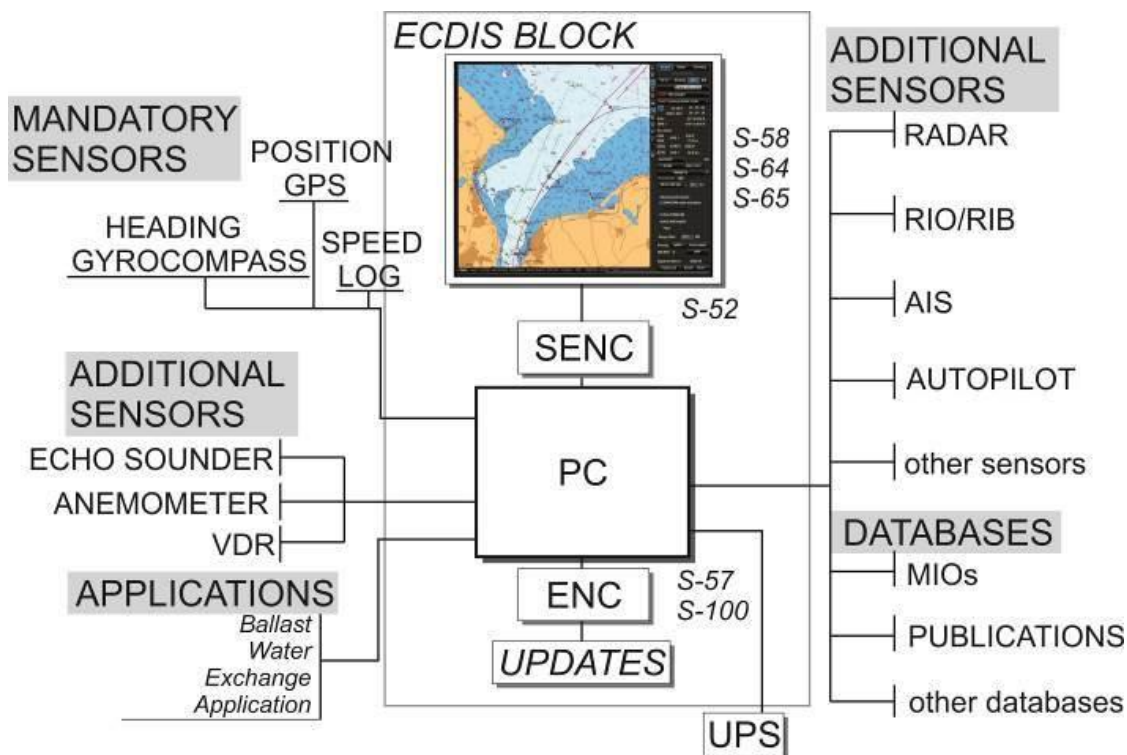 ECDIS BLOCK
MANDATORY
SENSORS
POSITION
GPS
HEADING
GYROCOMPASS
SPEED
LOG
S-58
S-64
S-65
S-52
ADDITIONAL
SENSORS
RADAR
RIO/RIB
AIS
AUTOPILOT
other sensors
SENC
PC
ADDITIONAL
SENSORS
ECHO SOUNDER
ANEMOMETER
VDR
APPLICATIONS
Ballast
Water
Exchange
Application
ENC
S-57
S-100
UPDATES
UPS
DATABASES
MIOs
PUBLICATIONS
other databases